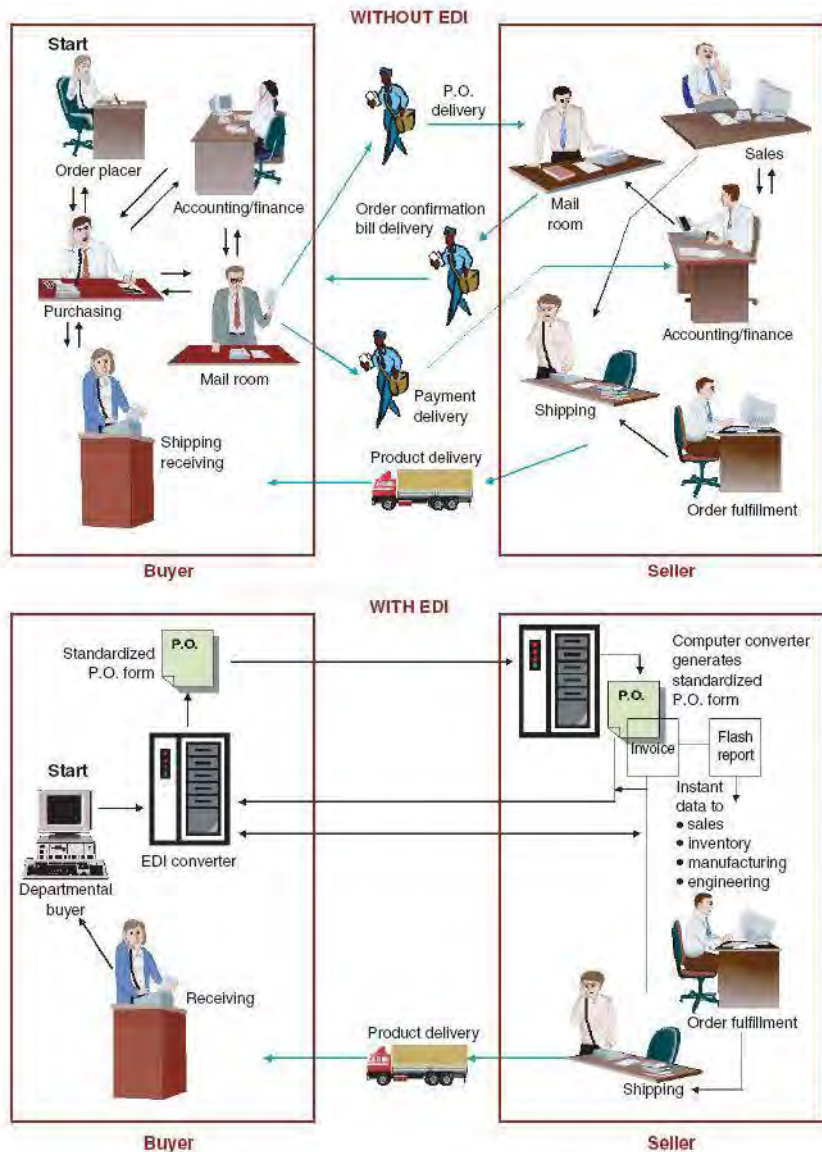 WITHOUT EDI
Start
Order placer
Accounting/finance
Purchasing
Mail room
Shipping
receiving
P.O.
delivery
Order confirmation
bill delivery
Payment
delivery
Product delivery
Mail
room
Sales
Accounting/finance
Shipping
Order fulfillment
Buyer
Seller
WITH EDI
Standardized
P.O. form
P.O.
Start
EDI converter
Departmental
buyer
Receiving
Product delivery
Computer converter
generates
standardized
P.O. form
P.O.
Invoice
Flash
report
Instant
data to
• sales
• inventory
• manufacturing
• engineering
Order fulfillment
Shipping
Buyer
Seller